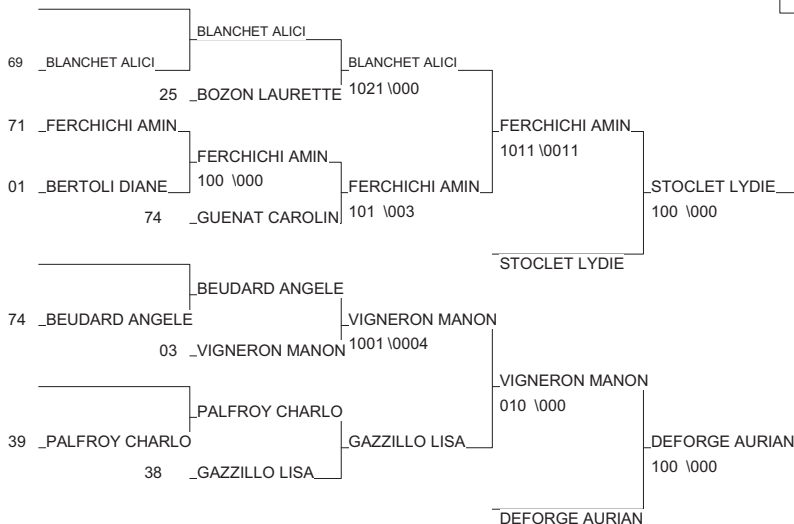 BLANCHET ALICI
69 BLANCHET ALICI
BLANCHET ALICI
1021 \000
25 BOZON LAURETTE
71 FERCHICHI AMIN
FERCHICHI AMIN
1011 \0011
FERCHICHI AMIN
100 \000
01 BERTOLI DIANE
FERCHICHI AMIN
101 \003
STOCLET LYDIE
100 \000
74 GUENAT CAROLIN
STOCLET LYDIE
BEUDARD ANGELE
74 BEUDARD ANGELE
VIGNERON MANON
1001 \0004
03 VIGNERON MANON
VIGNERON MANON
010 \000
PALFROY CHARLO
39 PALFROY CHARLO
GAZZILLO LISA
DEFORGE AURIAN
100 \000
38 GAZZILLO LISA
DEFORGE AURIAN